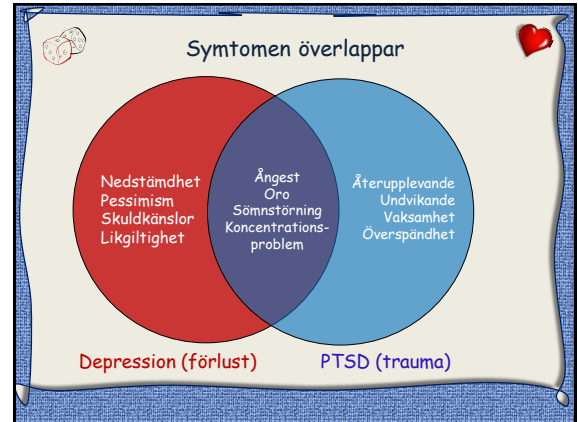 Symtomen överlappar
Nedstämdhet
Pessimism
Skuldkänslor
Likgiltighet
Ångest
Oro
Sömnstörning
Koncentrations-
problem
Återupplevande
Undvikande
Vaksamhet
Överspändhet
Depression (förlust)
PTSD (trauma)